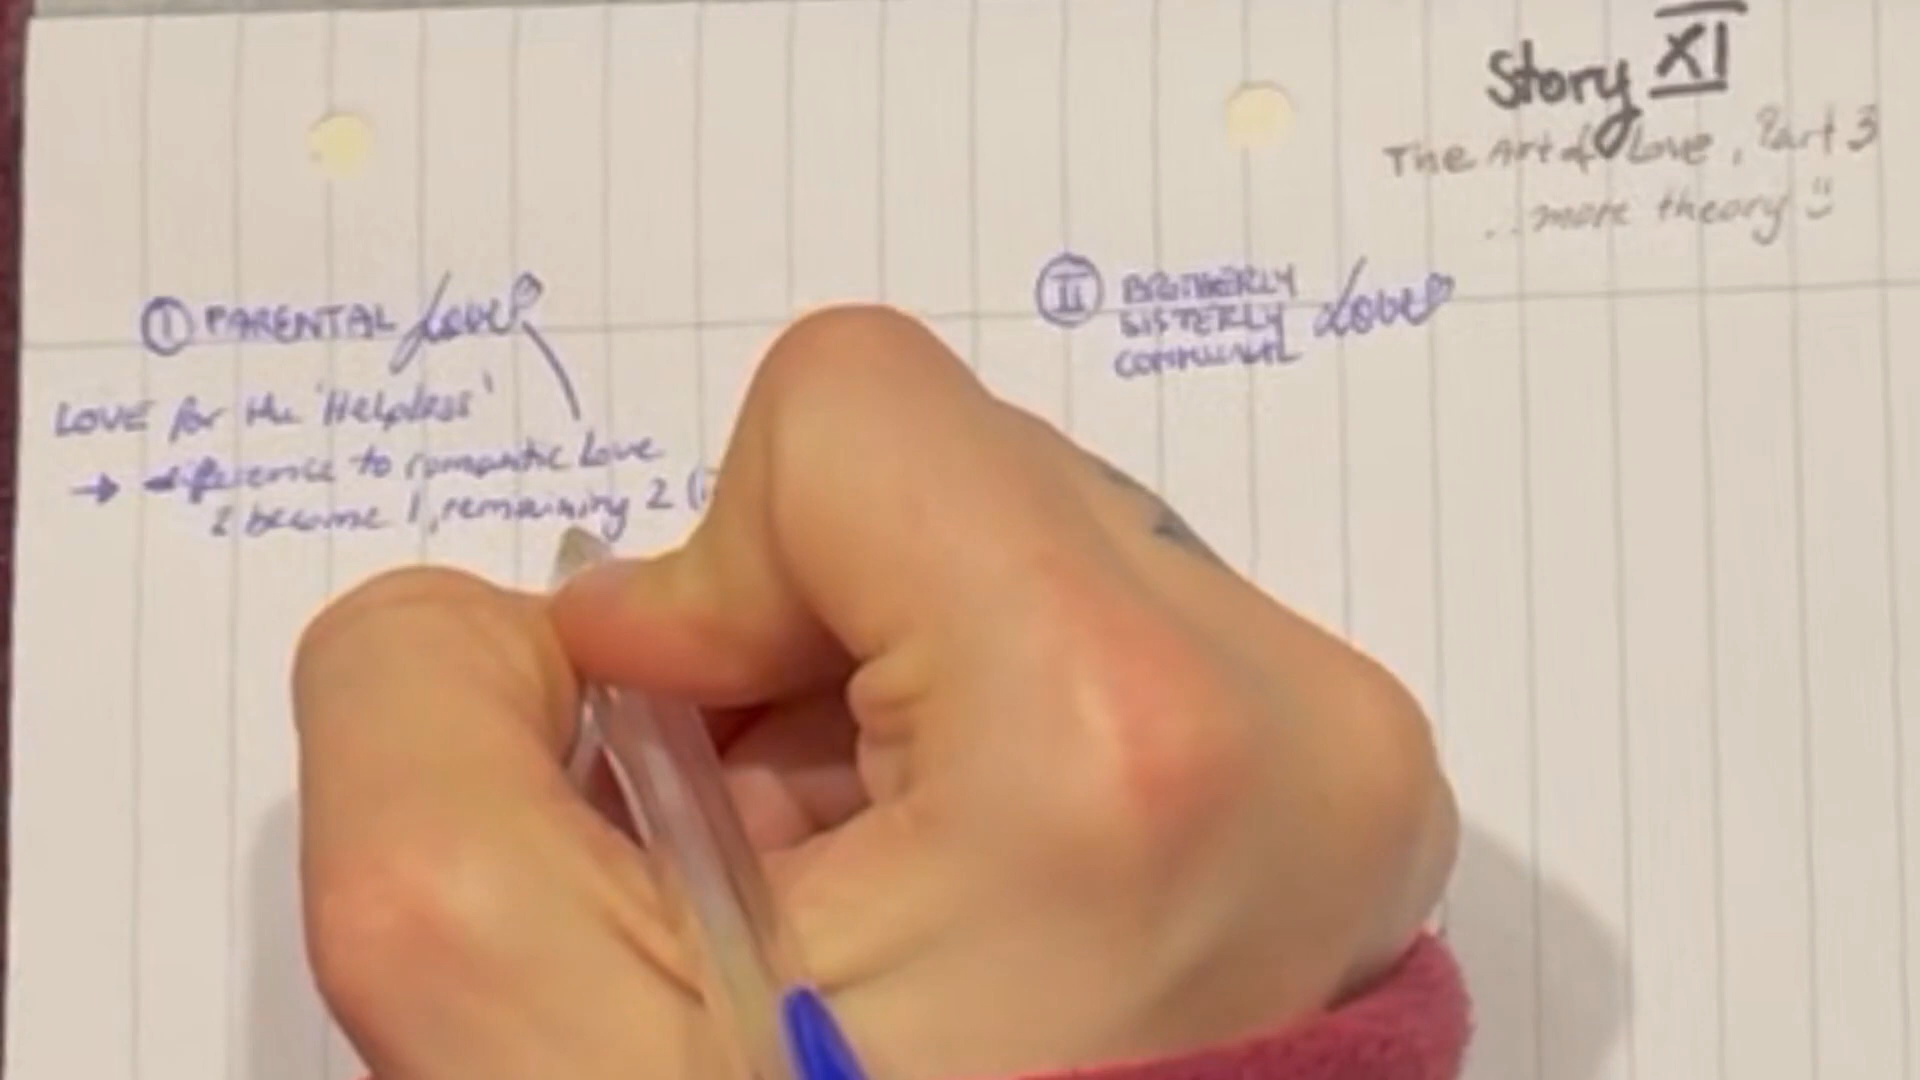 Story XI
The Art of Love, Part 3
...more theory
I PARENTAL Love
LOVE for the 'Helpless'
→ difference to romantic Love
2 become 1, remaining 2 (
II BROTHERLY
SISTERLY Love
COMMUNAL